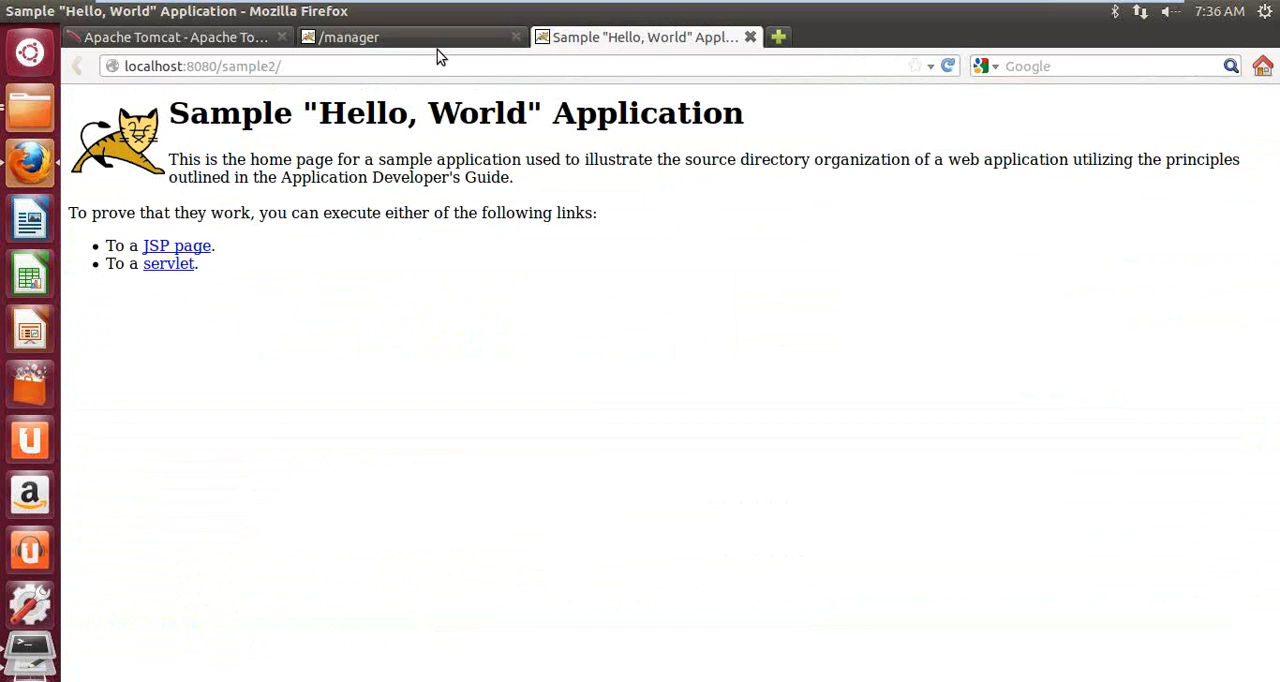 Sample "Hello, World" Application - Mozilla Firefox
7:36 AM
Apache Tomcat - Apache To...
/manager
Sample "Hello, World" Appl...
localhost:8080/sample2/
Google
Sample "Hello, World" Application
This is the home page for a sample application used to illustrate the source directory organization of a web application utilizing the principles
outlined in the Application Developer's Guide.
To prove that they work, you can execute either of the following links:
• To a JSP page.
• To a servlet.